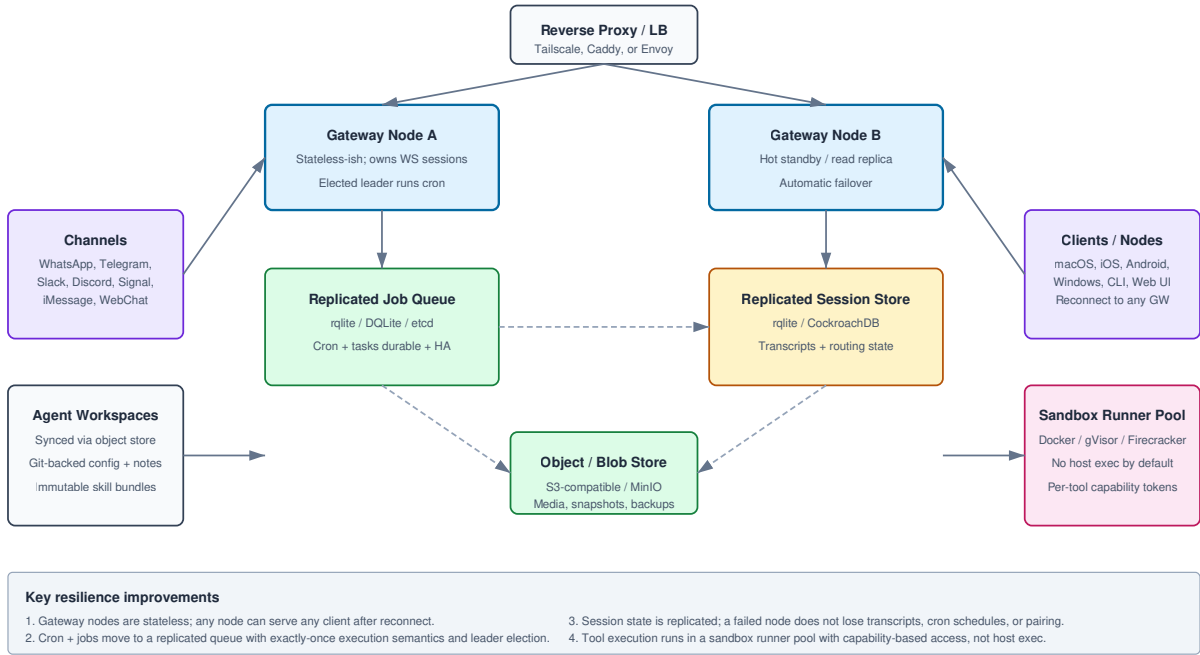 Reverse Proxy / LB
Tailscale, Caddy, or Envoy
Gateway Node A
Stateless-ish; owns WS sessions
Elected leader runs cron
Gateway Node B
Hot standby / read replica
Automatic failover
Channels
WhatsApp, Telegram,
Slack, Discord, Signal,
iMessage, WebChat
Clients / Nodes
macOS, iOS, Android,
Windows, CLI, Web UI
Reconnect to any GW
Replicated Job Queue
rqlite / DQLite / etcd
Cron + tasks durable + HA
Replicated Session Store
rqlite / CockroachDB
Transcripts + routing state
Agent Workspaces
Synced via object store
Git-backed config + notes
Immutable skill bundles
Object / Blob Store
S3-compatible / MinIO
Media, snapshots, backups
Sandbox Runner Pool
Docker / gVisor / Firecracker
No host exec by default
Per-tool capability tokens
Key resilience improvements
1. Gateway nodes are stateless; any node can serve any client after reconnect.
2. Cron + jobs move to a replicated queue with exactly-once execution semantics and leader election.
3. Session state is replicated; a failed node does not lose transcripts, cron schedules, or pairing.
4. Tool execution runs in a sandbox runner pool with capability-based access, not host exec.